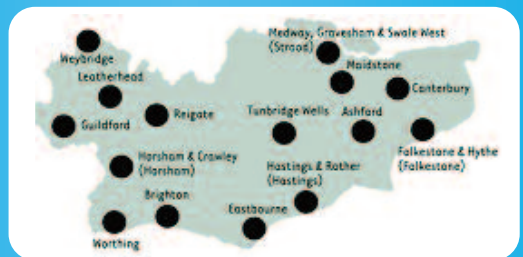 Medway, Gravesham & Swale West
(Strood)
Weybridge
Maidstone
Leatherhead
Canterbury
Reigate
Tunbridge Wells
Ashford
Guildford
Folkestone & Hythe
(Folkestone)
Horsham & Crawley
(Horsham)
Hastings & Rother
(Hastings)
Brighton
Eastbourne
Worthing